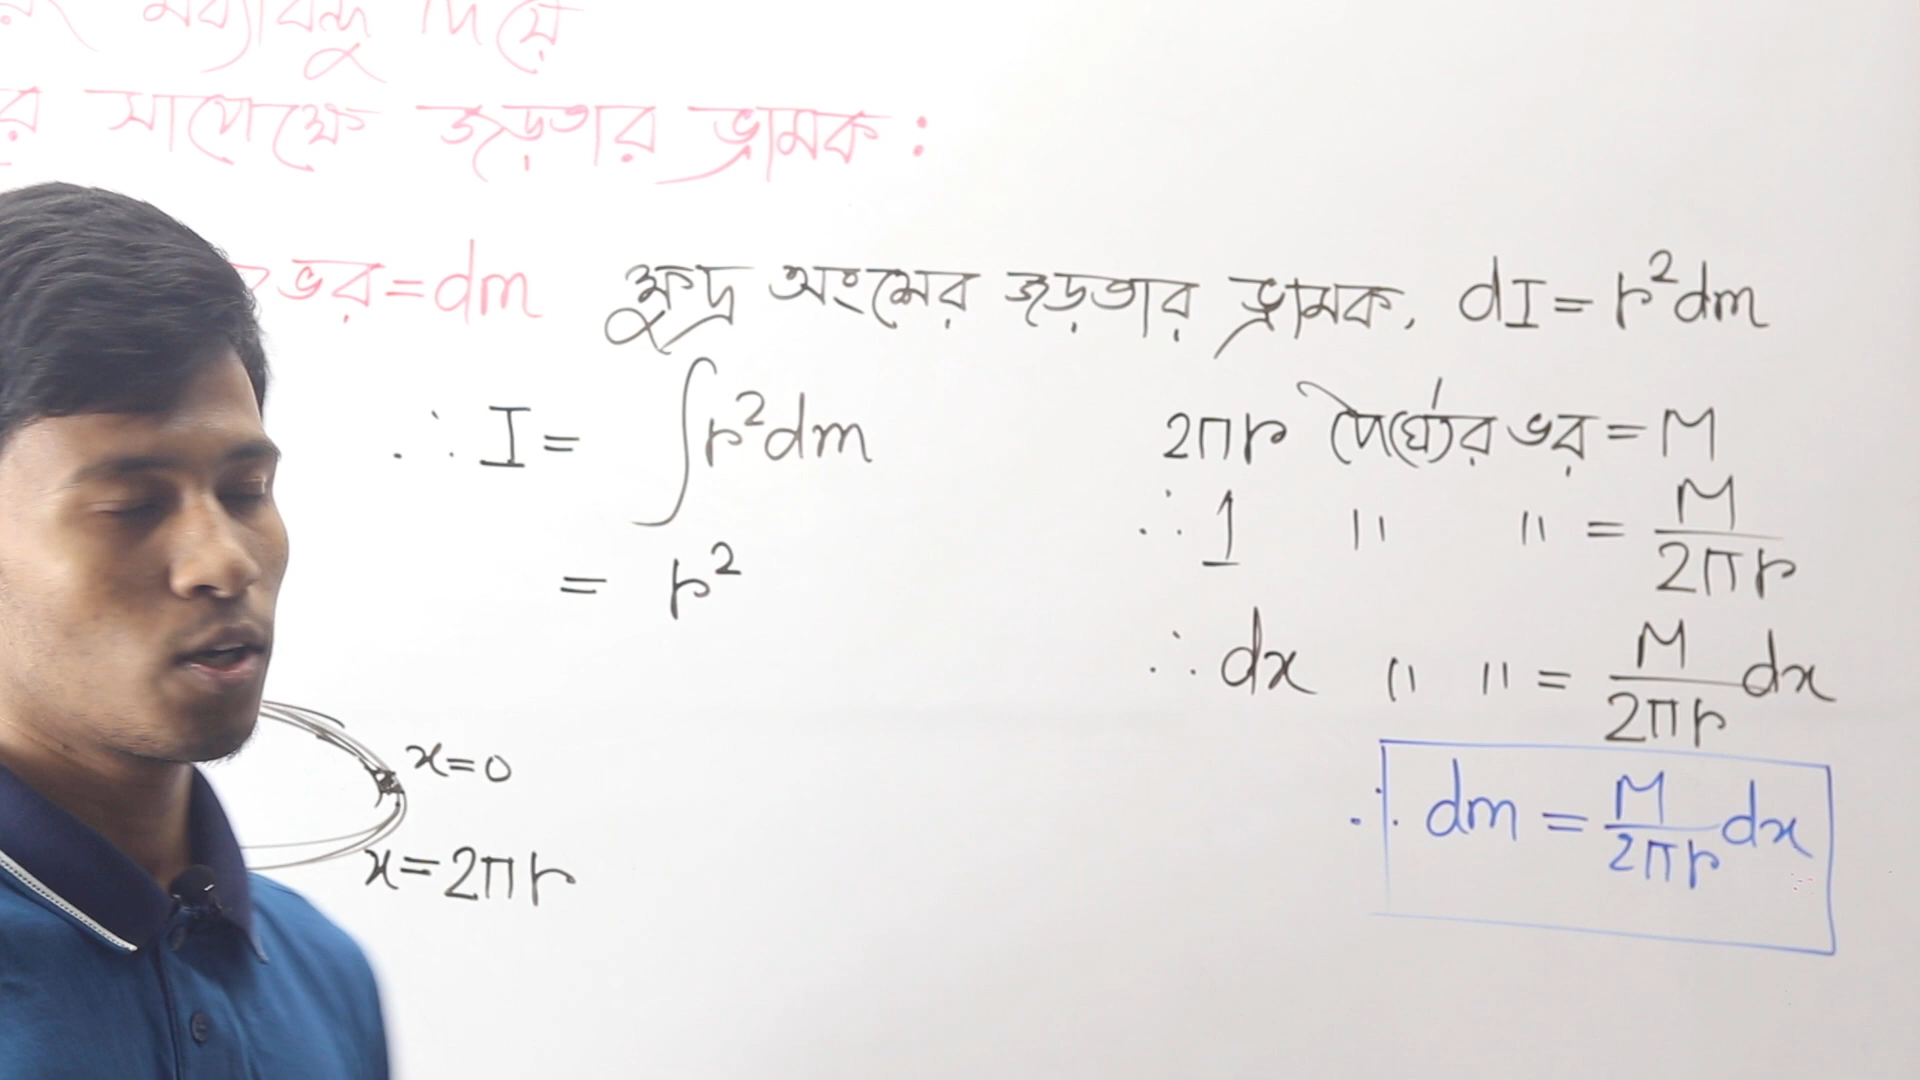 মধ্যবিন্দু দিয়ে
সাপেক্ষে জড়তার ভ্রামক :
ভর = dm
ক্ষুদ্র অংশের জড়তার ভ্রামক, dI = r²dm
∴ I = ∫r²dm
= r²
2πr দৈর্ঘ্যের ভর = M
∴ 1 " " = M/2πr
∴ dx " " = M/2πr dx
∴ dm = M/2πr dx
x = 0
x = 2πr